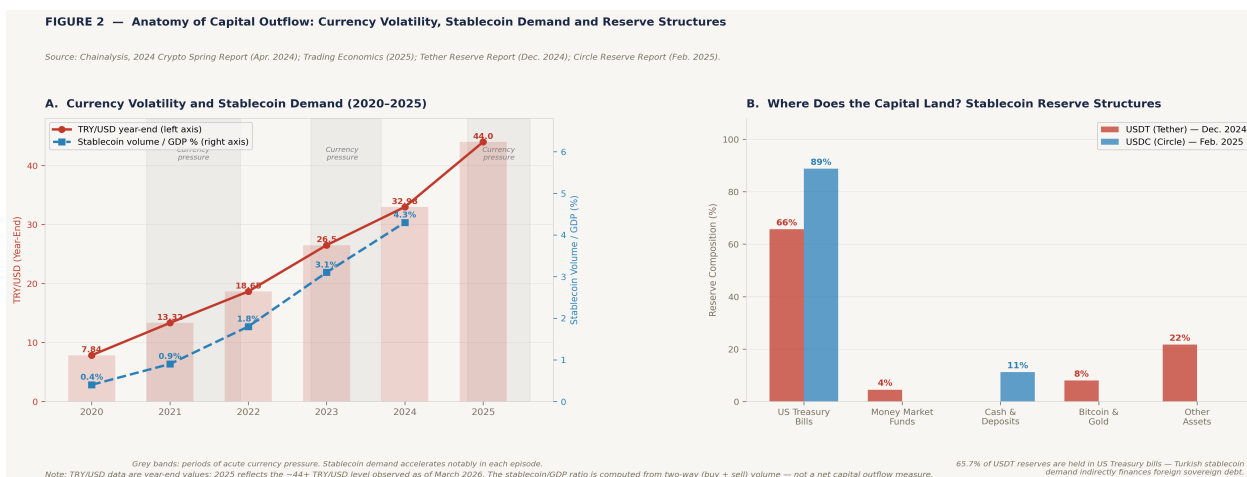 FIGURE 2 — Anatomy of Capital Outflow: Currency Volatility, Stablecoin Demand and Reserve Structures
Source: Chainalysis, 2024 Crypto Spring Report (Apr. 2024); Trading Economics (2025); Tether Reserve Report (Dec. 2024); Circle Reserve Report (Feb. 2025).
A. Currency Volatility and Stablecoin Demand (2020–2025)
TRY/USD year-end (left axis)
Stablecoin volume / GDP % (right axis)
Currency
pressure
Currency
pressure
Currency
pressure
TRY/USD (Year-End)
0
10
20
30
40
7.84
13.32
18.65
26.5
32.98
44.0
0.4%
0.9%
1.8%
3.1%
4.3%
0
1
2
3
4
5
6
Stablecoin Volume / GDP (%)
2020
2021
2022
2023
2024
2025
Grey bands: periods of acute currency pressure. Stablecoin demand accelerates notably in each episode.
B. Where Does the Capital Land? Stablecoin Reserve Structures
USDT (Tether) — Dec. 2024
USDC (Circle) — Feb. 2025
Reserve Composition (%)
0
20
40
60
80
100
66%
89%
4%
11%
8%
22%
US Treasury
Bills
Money Market
Funds
Cash &
Deposits
Bitcoin &
Gold
Other
Assets
65.7% of USDT reserves are held in US Treasury bills — Turkish stablecoin
demand indirectly finances foreign sovereign debt.
Note: TRY/USD data are year-end values; 2025 reflects the ~44+ TRY/USD level observed as of March 2026. The stablecoin/GDP ratio is computed from two-way (buy + sell) volume — not a net capital outflow measure.